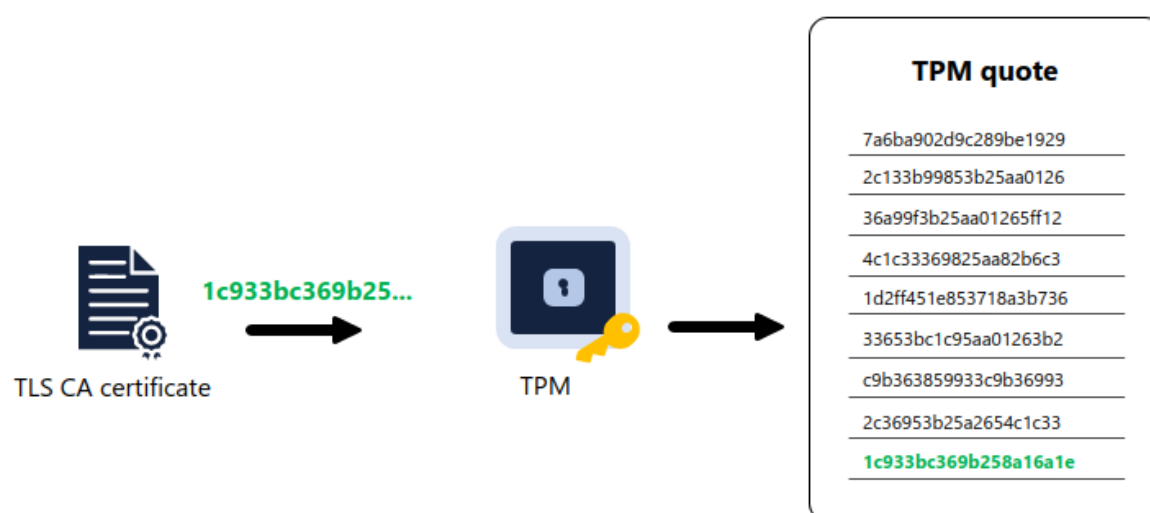 TPM quote
7a6ba902d9c289be1929
2c133b99853b25aa0126
36a99f3b25aa01265ff12
4c1c33369825aa82b6c3
1d2ff451e853718a3b736
33653bc1c95aa01263b2
c9b363859933c9b36993
2c36953b25a2654c1c33
1c933bc369b258a16a1e
1c933bc369b25...
TLS CA certificate
TPM